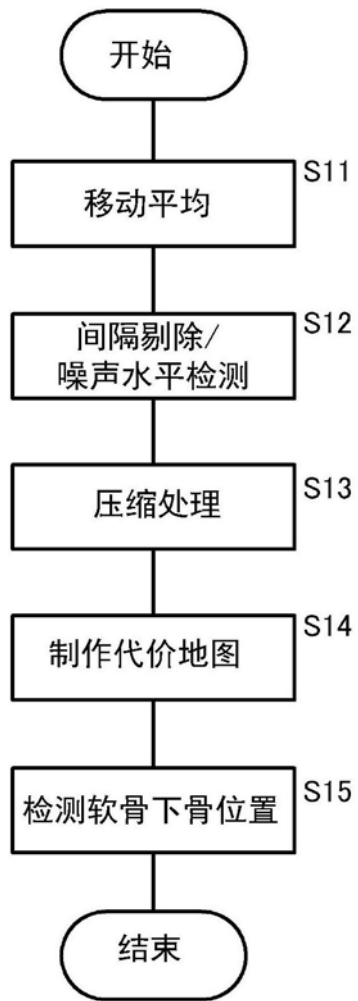 开始
S11
移动平均
S12
间隔剔除/
噪声水平检测
S13
压缩处理
S14
制作代价地图
S15
检测软骨下骨位置
结束